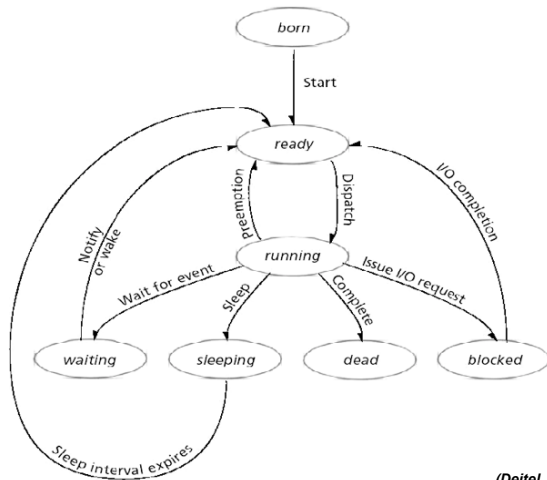 born
Start
ready
Preemption
Dispatch
I/O completion
Notify
or wake
running
Wait for event
Sleep
Complete
Issue I/O request
waiting
sleeping
dead
blocked
Sleep interval expires
(Deitel